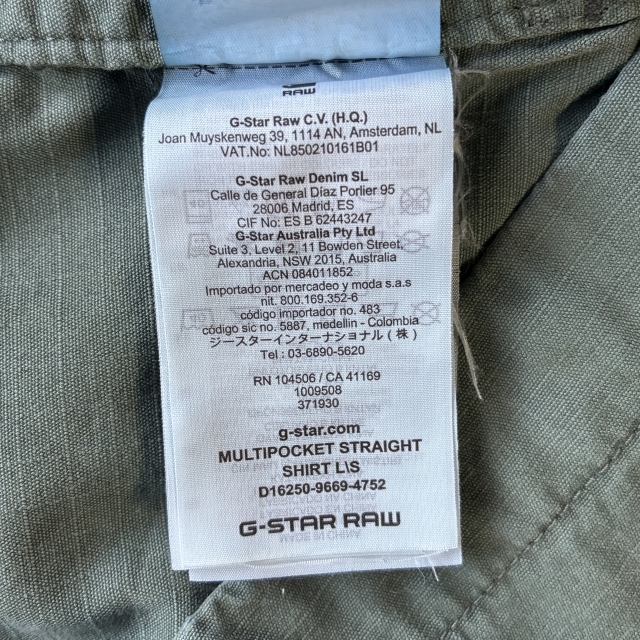 RAW
G-Star Raw C.V. (H.Q.)
Joan Muyskenweg 39, 1114 AN, Amsterdam, NL
VAT.No: NL850210161B01
G-Star Raw Denim SL
Calle de General Díaz Porlier 95
28006 Madrid, ES
CIF No: ES B 62443247
G-Star Australia Pty Ltd
Suite 3, Level 2, 11 Bowden Street,
Alexandria, NSW 2015, Australia
ACN 084011852
Importado por mercadeo y moda s.a.s
nit. 800.169.352-6
código importador no. 483
código sic no. 5887, medellin - Colombia
ジースターインターナショナル ( 株 )
Tel : 03-6890-5620
RN 104506 / CA 41169
1009508
371930
g-star.com
MULTIPOCKET STRAIGHT
SHIRT L\S
D16250-9669-4752
G-STAR RAW
MADE IN CHINA